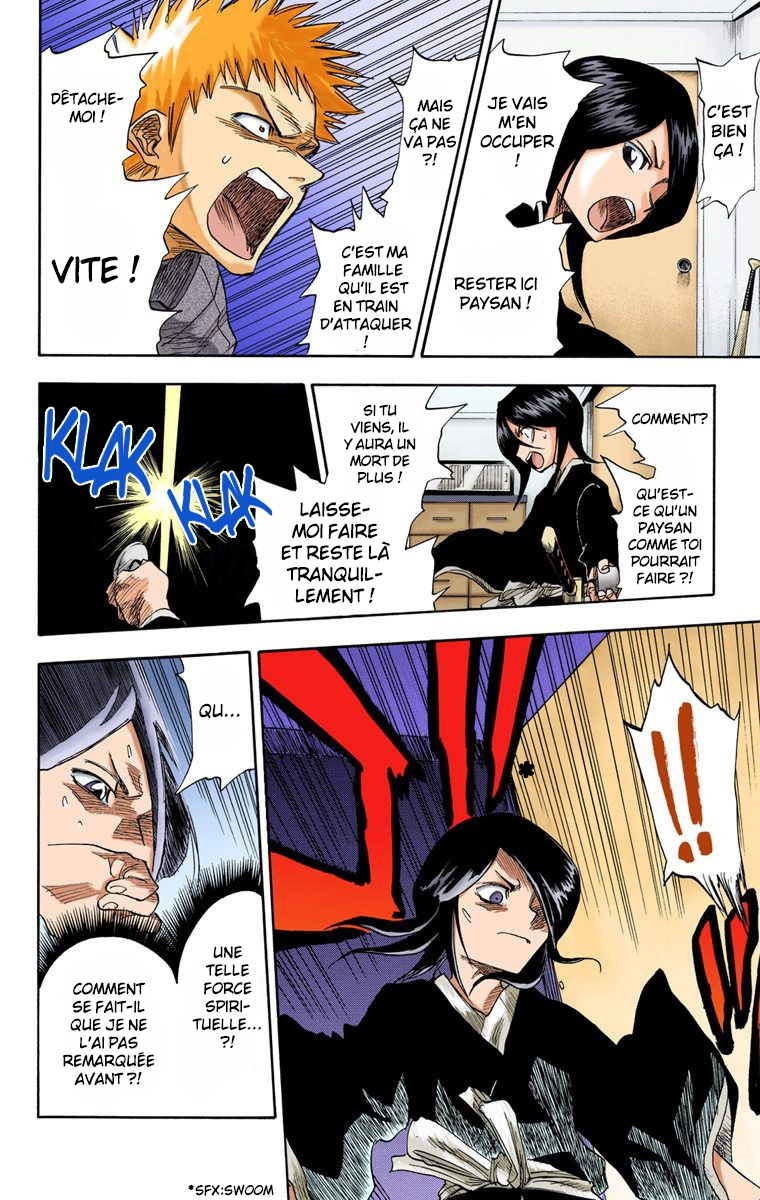 C'EST
BIEN
ÇA !
JE VAIS
M'EN
OCCUPER
!
RESTER ICI
PAYSAN !
MAIS
ÇA NE
VA PAS
?!
C'EST MA
FAMILLE
QU'IL EST
EN TRAIN
D'ATTAQUER
!
DÊTACHE-
MOI !
VITE !
COMMENT?
QU'EST-
CE QU'UN
PAYSAN
COMME TOI
POURRAIT
FAIRE ?!
SI TU
VIENS, IL
Y AURA UN
MORT DE
PLUS !
LAISSE-
MOI FAIRE
ET RESTE LÀ
TRANQUIL-
LEMENT !
KLAK
KLAK
!!
*
QU...
UNE
TELLE
FORCE
SPIRI-
TUELLE...
?!
COMMENT
SE FAIT-IL
QUE JE NE
L'AI PAS
REMARQUÉE
AVANT ?!
*SFX:SWOOM